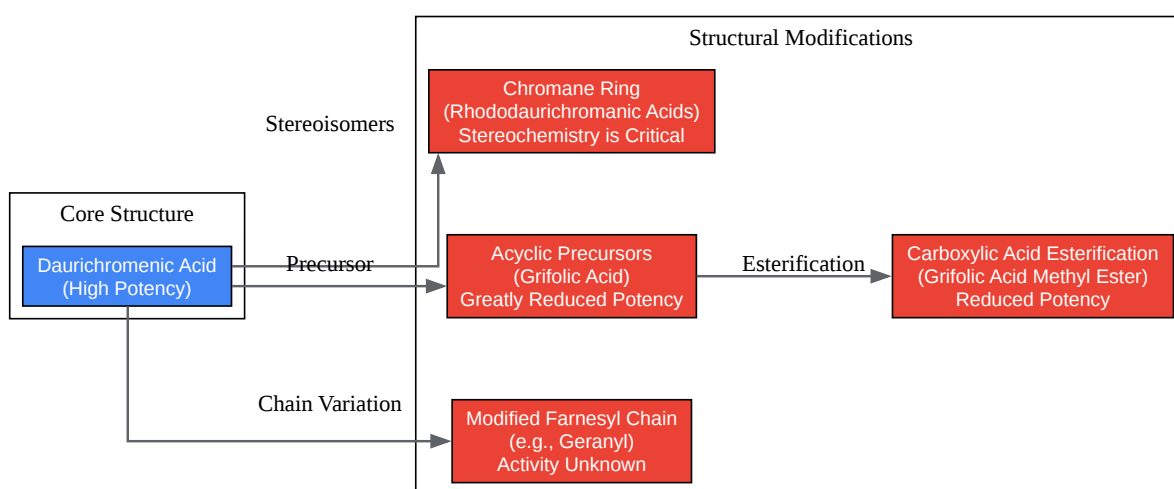 Structural Modifications
Chromane Ring
(Rhododaurichromanic Acids)
Stereochemistry is Critical
Stereoisomers
Core Structure
Daurichromenic Acid
(High Potency)
Precursor
Acyclic Precursors
(Grifolic Acid)
Greatly Reduced Potency
Esterification
Carboxylic Acid Esterification
(Grifolic Acid Methyl Ester)
Reduced Potency
Chain Variation
Modified Farnesyl Chain
(e.g., Geranyl)
Activity Unknown